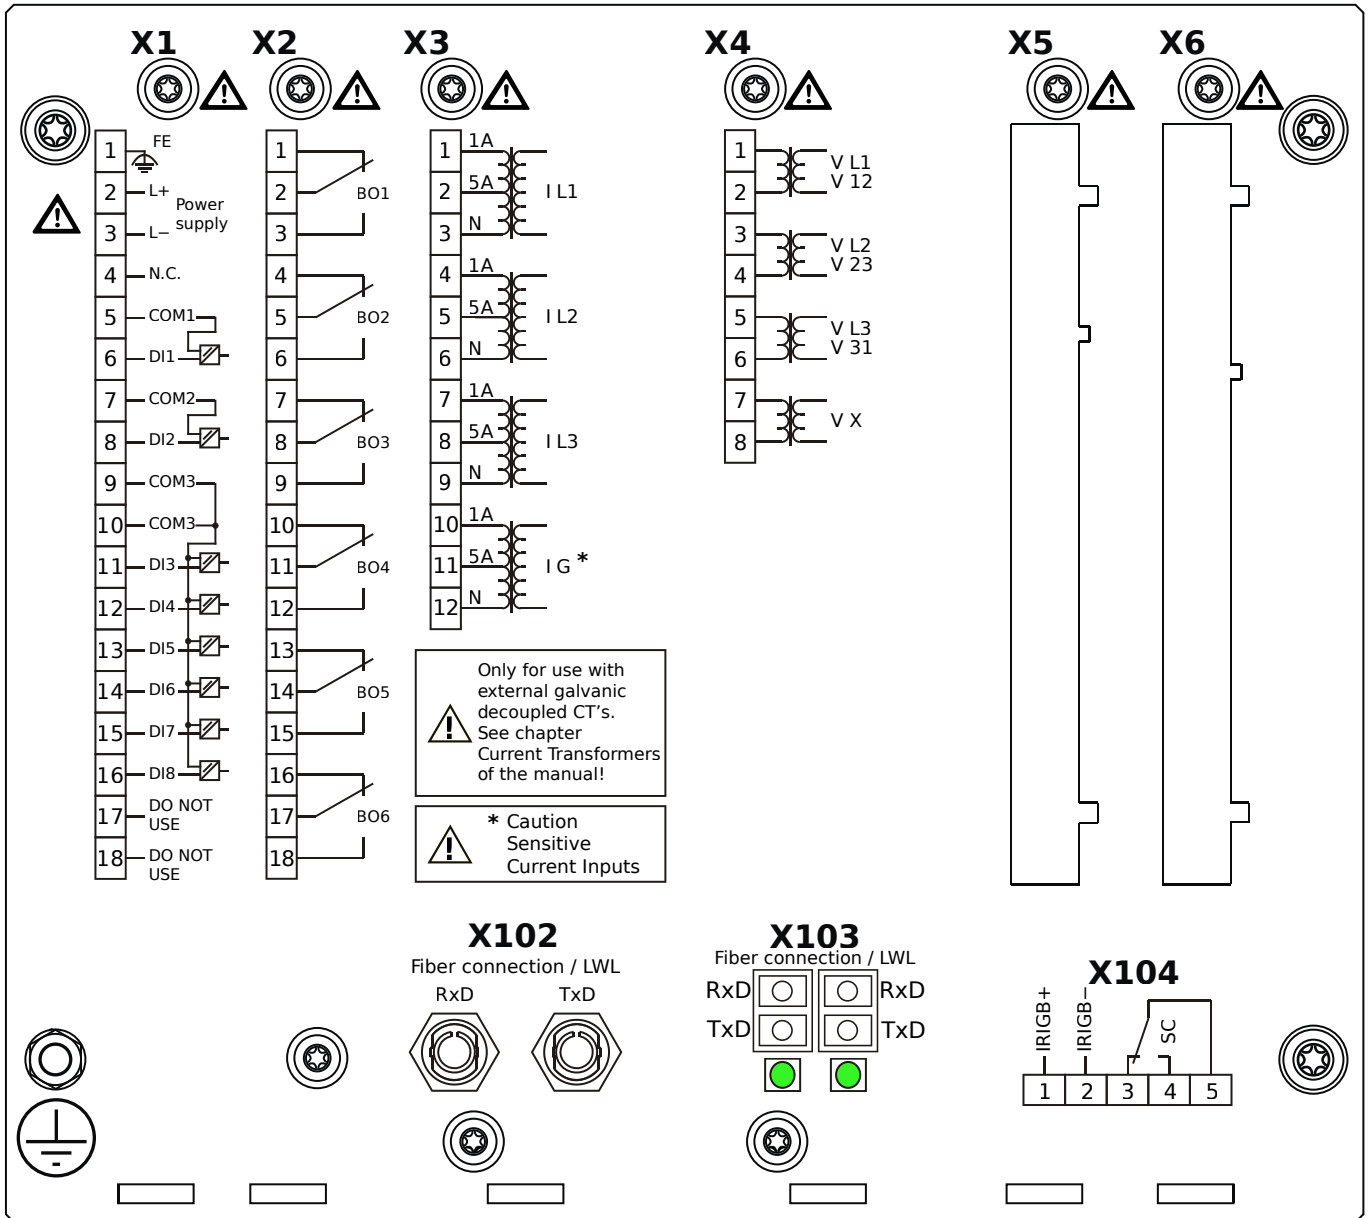 X1
X2
X3
X4
X5
X6
1 FE
2 L+
Power
supply
3 L−
4 N.C.
5 COM1
6 DI1
7 COM2
8 DI2
9 COM3
10 COM3
11 DI3
12 DI4
13 DI5
14 DI6
15 DI7
16 DI8
17 DO NOT
USE
18 DO NOT
USE
1
2 BO1
3
4
5 BO2
6
7
8 BO3
9
10
11 BO4
12
13
14 BO5
15
16
17 BO6
18
1 1A
2 5A I L1
3 N
4 1A
5 5A I L2
6 N
7 1A
8 5A I L3
9 N
10 1A
11 5A I G *
12 N
! Only for use with
external galvanic
decoupled CT's.
See chapter
Current Transformers
of the manual!
! * Caution
Sensitive
Current Inputs
1 V L1
2 V 12
3 V L2
4 V 23
5 V L3
6 V 31
7 V X
8
X102
Fiber connection / LWL
RxD TxD
X103
Fiber connection / LWL
RxD RxD
TxD TxD
X104
IRIGB+
IRIGB−
SC
1 2 3 4 5